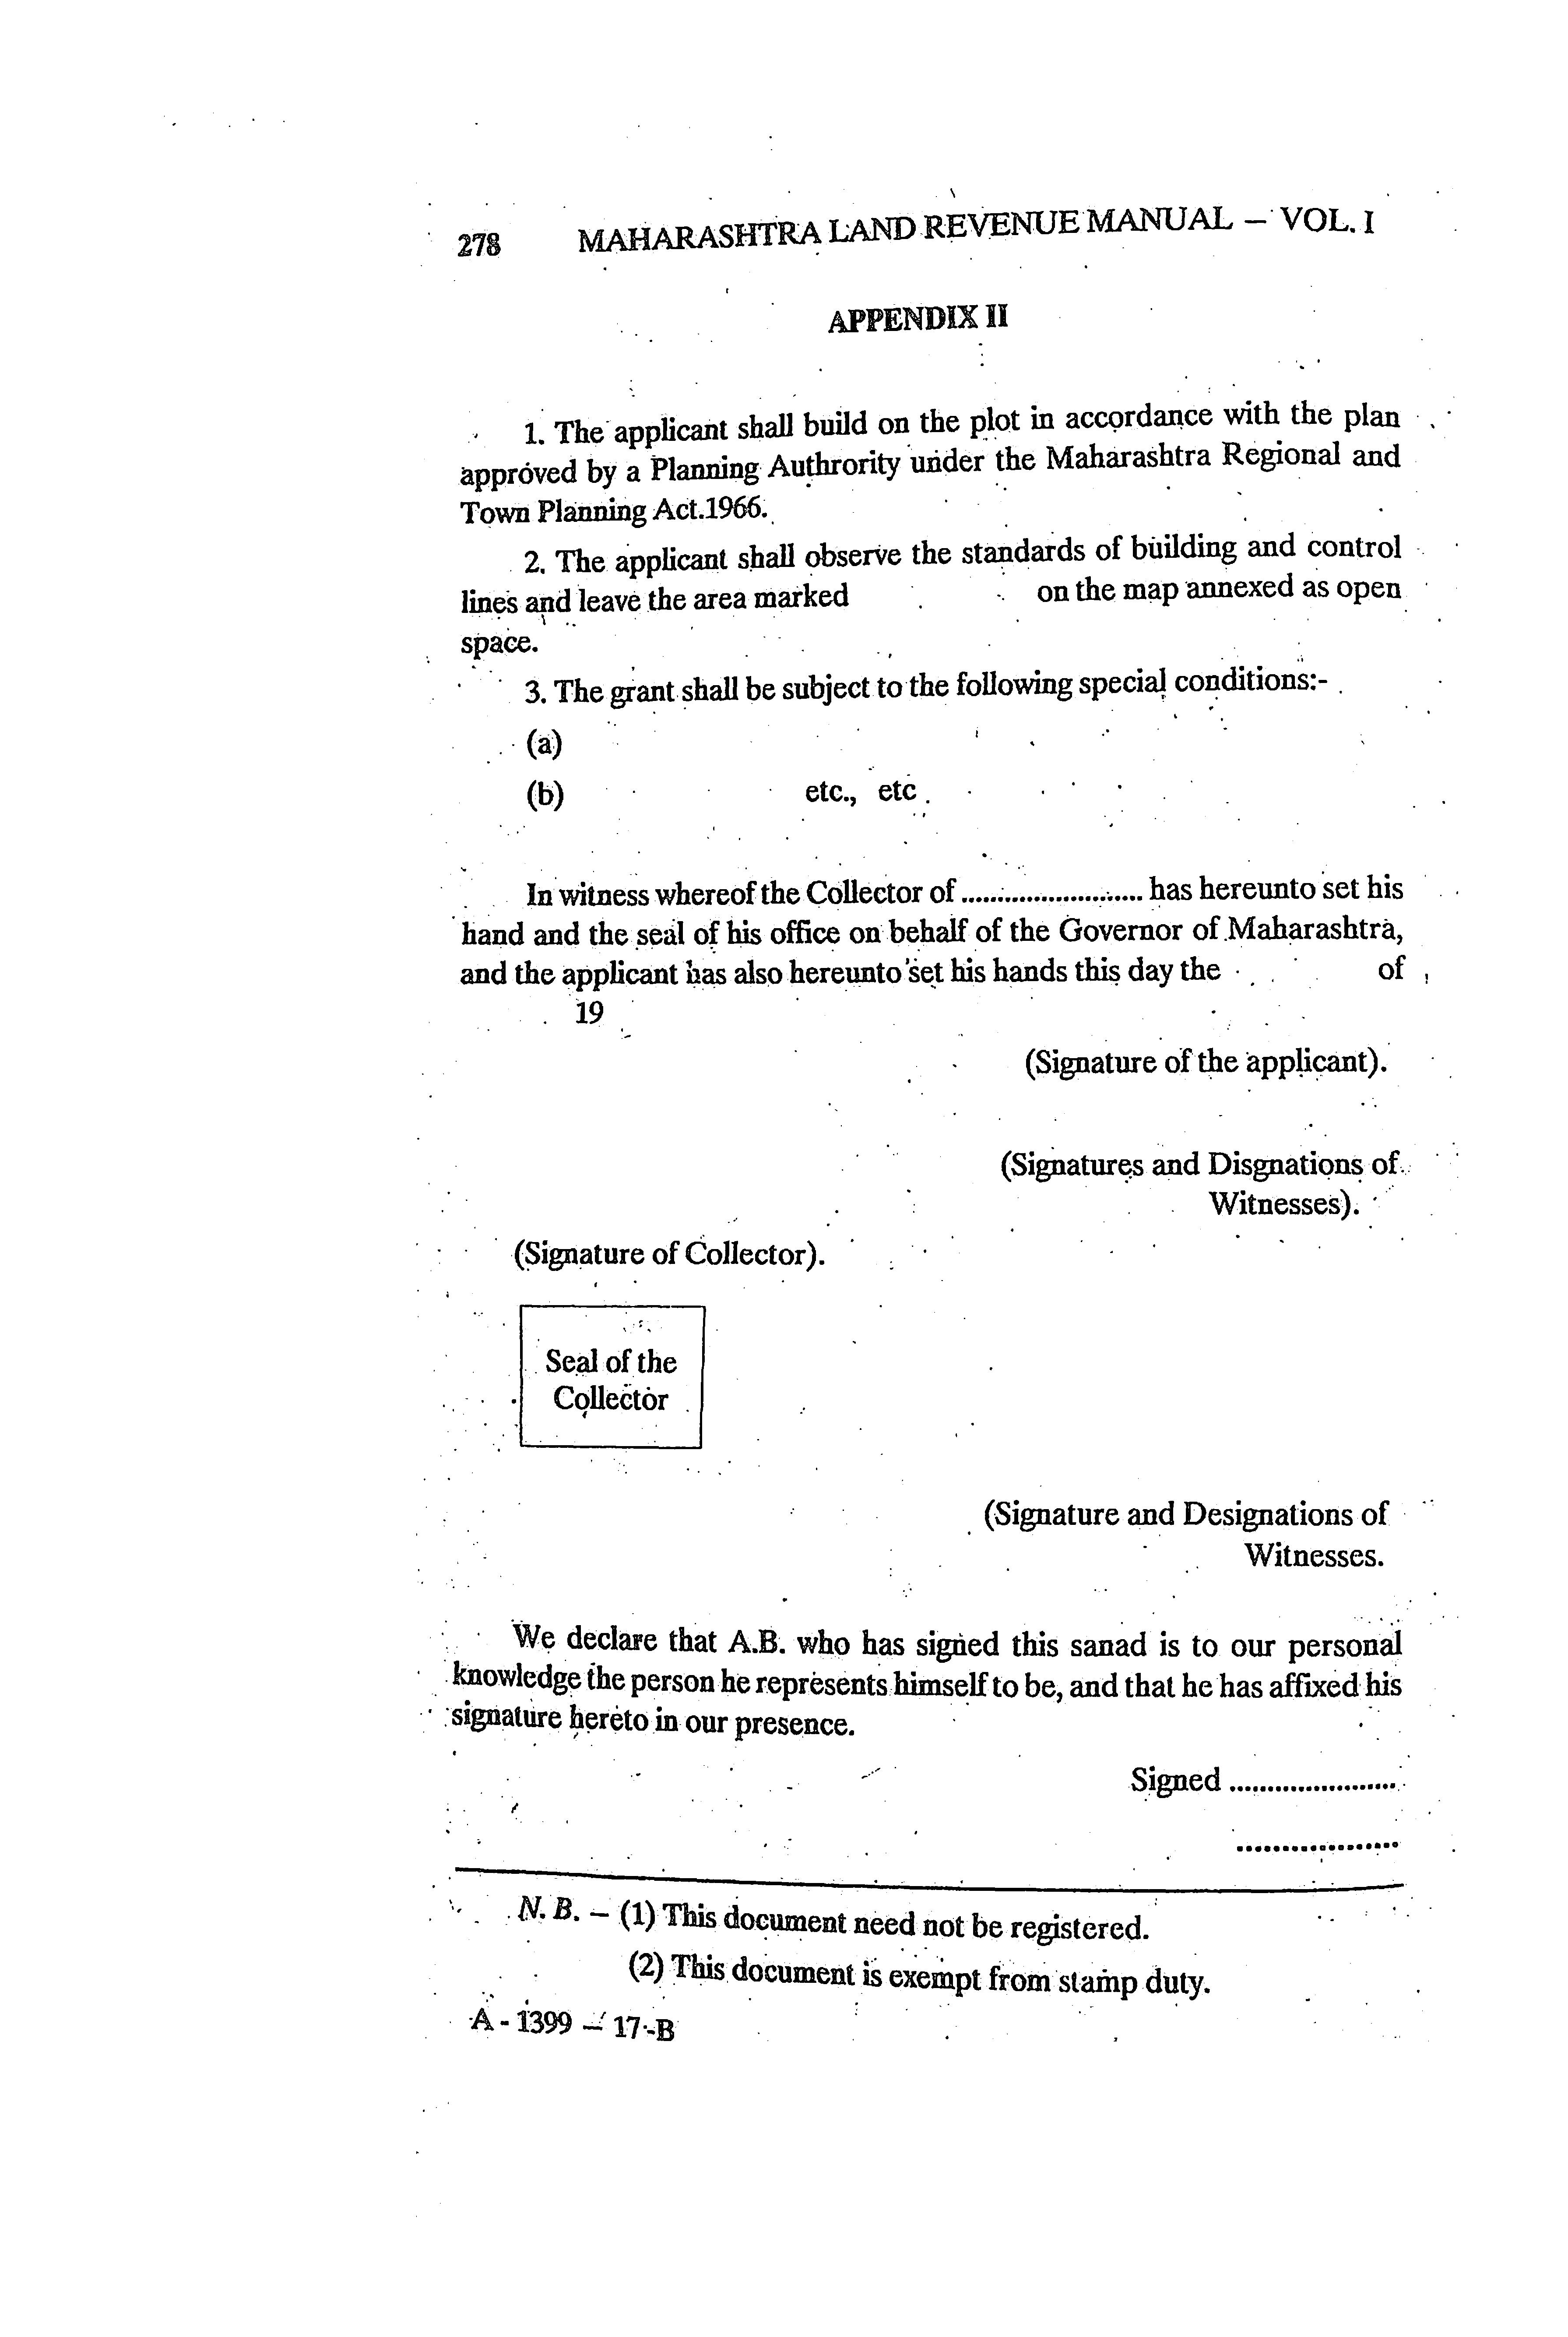 278 MAHARASHTRA LAND REVENUE MANUAL – VOL. I
APPENDIX II
1. The applicant shall build on the plot in accordance with the plan
approved by a Planning Authrority under the Maharashtra Regional and
Town Planning Act.1966.
2. The applicant shall observe the standards of building and control
lines and leave the area marked on the map annexed as open
space.
3. The grant shall be subject to the following special conditions:-
(a)
(b) etc., etc.
In witness whereof the Collector of ........................ has hereunto set his
hand and the seal of his office on behalf of the Governor of Maharashtra,
and the applicant has also hereunto set his hands this day the of
19
(Signature of the applicant).
(Signatures and Disgnations of
Witnesses).
(Signature of Collector).
Seal of the
Collector
(Signature and Designations of
Witnesses.
We declare that A.B. who has signed this sanad is to our personal
knowledge the person he represents himself to be, and that he has affixed his
signature hereto in our presence.
Signed ......................
..................
N. B. – (1) This document need not be registered.
(2) This document is exempt from stamp duty.
A - 1399 – 17-B